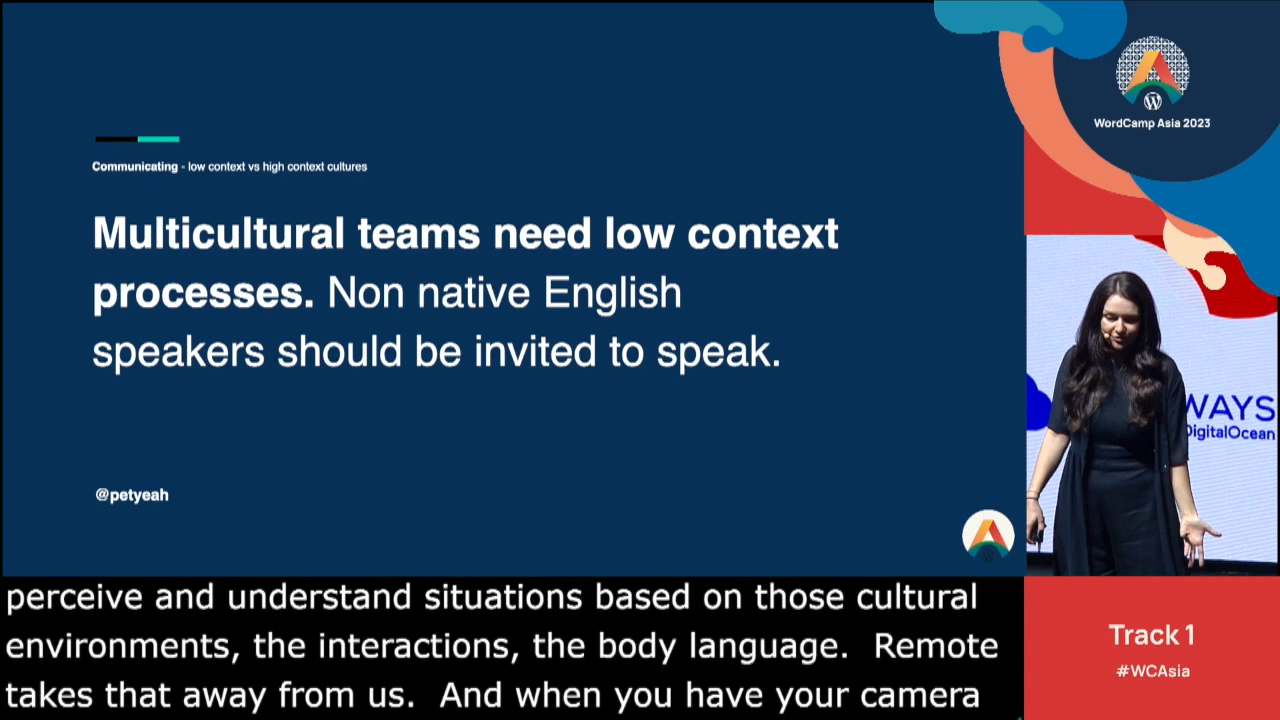 Communicating - low context vs high context cultures
Multicultural teams need low context
processes. Non native English
speakers should be invited to speak.
@petyeah
WordCamp Asia 2023
WAYS
DigitalOcean
perceive and understand situations based on those cultural
environments, the interactions, the body language. Remote
takes that away from us. And when you have your camera
Track 1
#WCAsia